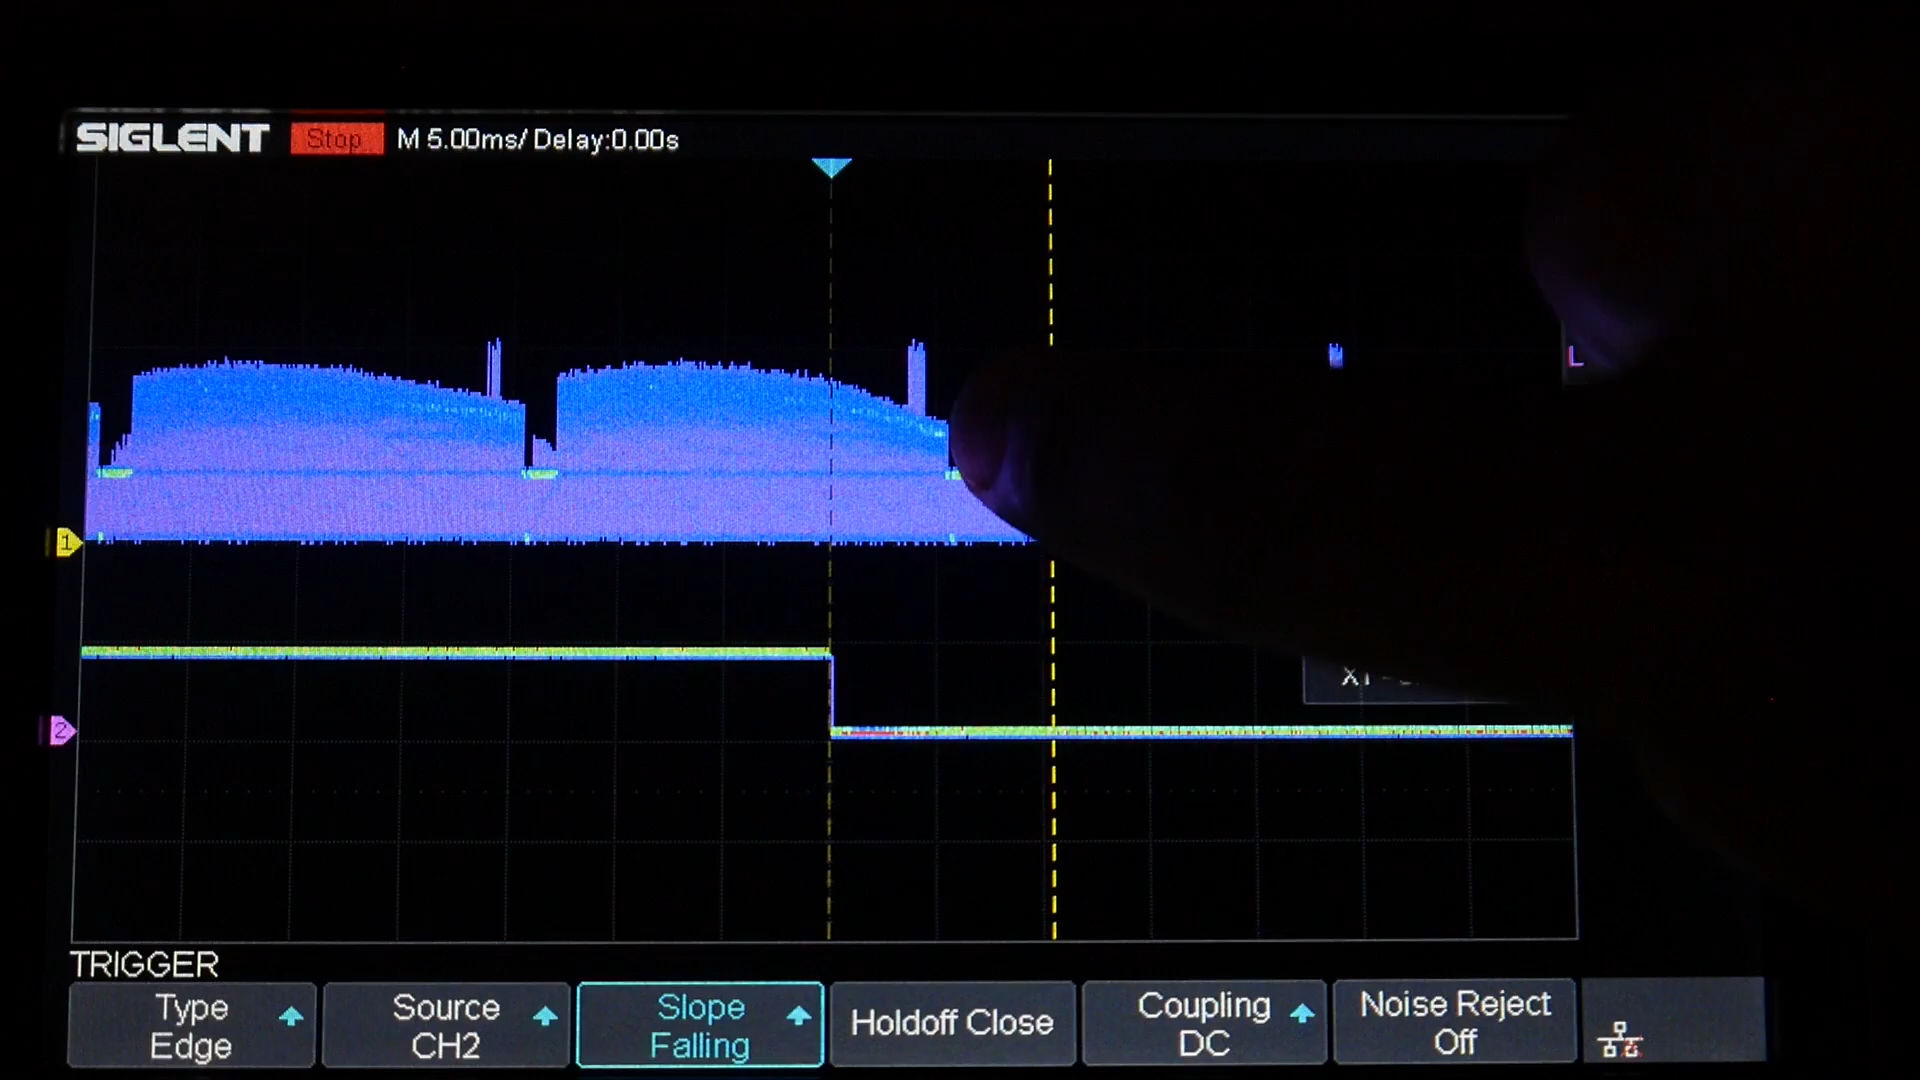 SIGLENT Stop M 5.00ms/ Delay:0.00s
L
1
2
TRIGGER
Type
Edge
Source
CH2
Slope
Falling
Holdoff Close
Coupling
DC
Noise Reject
Off